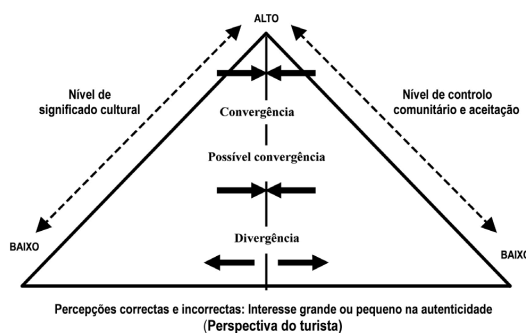 ALTO
Nível de
significado cultural
Nível de controlo
comunitário e aceitação
Convergência
Possível convergência
Divergência
BAIXO
BAIXO
Percepções correctas e incorrectas: Interesse grande ou pequeno na autenticidade
(Perspectiva do turista)